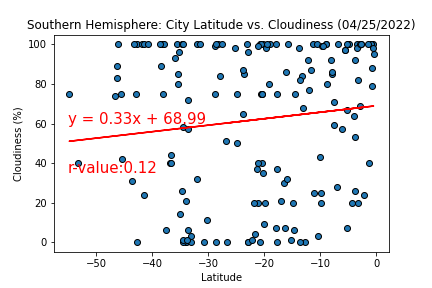 Southern Hemisphere: City Latitude vs. Cloudiness (04/25/2022)
100
80
60
40
20
0
Cloudiness (%)
y = 0.33x + 68.99
r-value:0.12
−50
−40
−30
−20
−10
0
Latitude